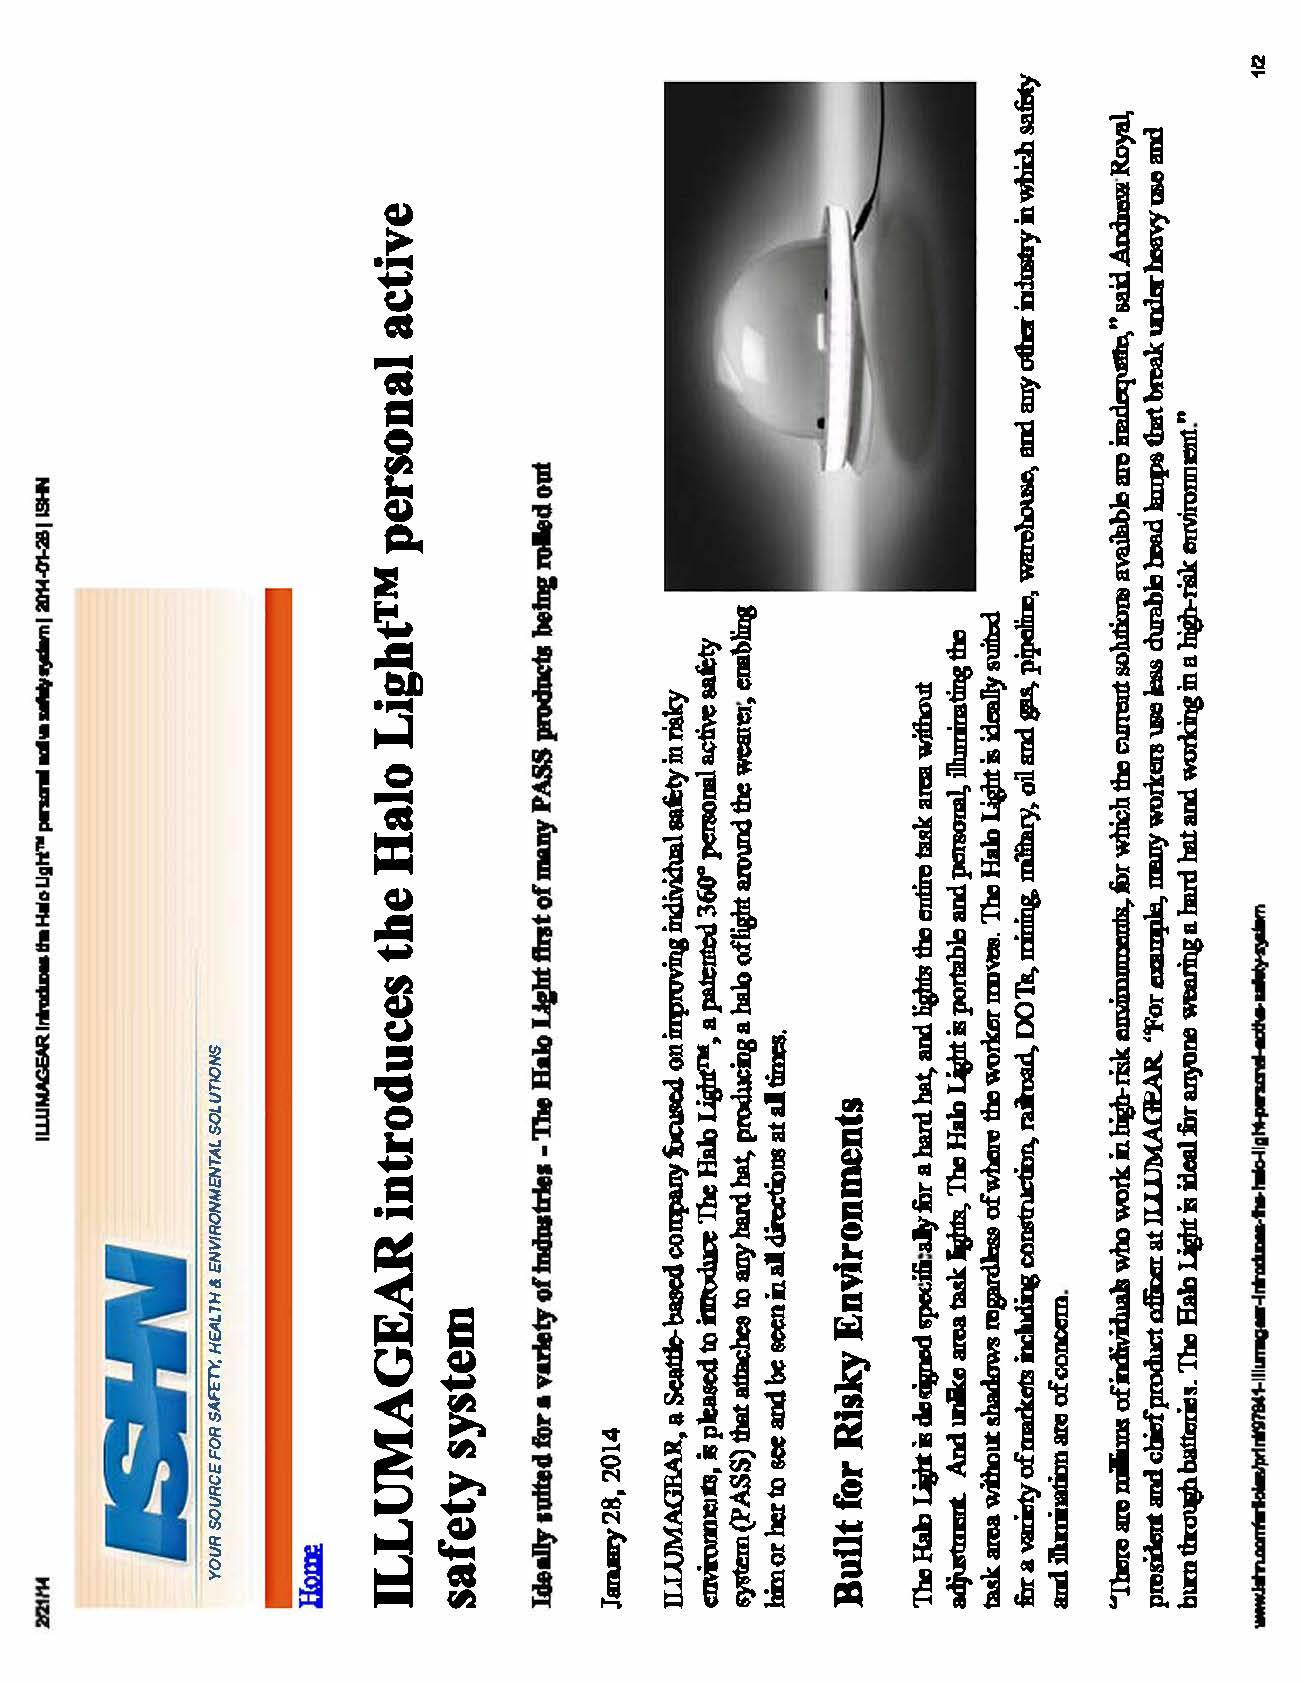 2/21/14
ILLUMAGEAR introduces the Halo Light™ personal active safety system | 2014-01-28 | ISHN
ISHN
YOUR SOURCE FOR SAFETY, HEALTH & ENVIRONMENTAL SOLUTIONS
Home
ILLUMAGEAR introduces the Halo Light™ personal active
safety system
Ideally suited for a variety of industries – The Halo Light first of many PASS products being rolled out
January 28, 2014
ILLUMAGEAR, a Seattle-based company focused on improving individual safety in risky
environments, is pleased to introduce The Halo Light™, a patented 360° personal active safety
system (PASS) that attaches to any hard hat, producing a halo of light around the wearer, enabling
him or her to see and be seen in all directions at all times.
Built for Risky Environments
The Halo Light is designed specifically for a hard hat, and lights the entire task area without
adjustment. And unlike area task lights, The Halo Light is portable and personal, illuminating the
task area without shadows regardless of where the worker moves. The Halo Light is ideally suited
for a variety of markets including construction, railroad, DOTs, mining, military, oil and gas, pipeline, warehouse, and any other industry in which safety
and illumination are of concern.
“There are millions of individuals who work in high-risk environments, for which the current solutions available are inadequate,” said Andrew Royal,
president and chief product officer at ILLUMAGEAR. “For example, many workers use less durable head lamps that break under heavy use and
burn through batteries. The Halo Light is ideal for anyone wearing a hard hat and working in a high-risk environment.”
www.ishn.com/articles/print/97841-illumagear-introduces-the-halo-light-personal-active-safety-system
1/2